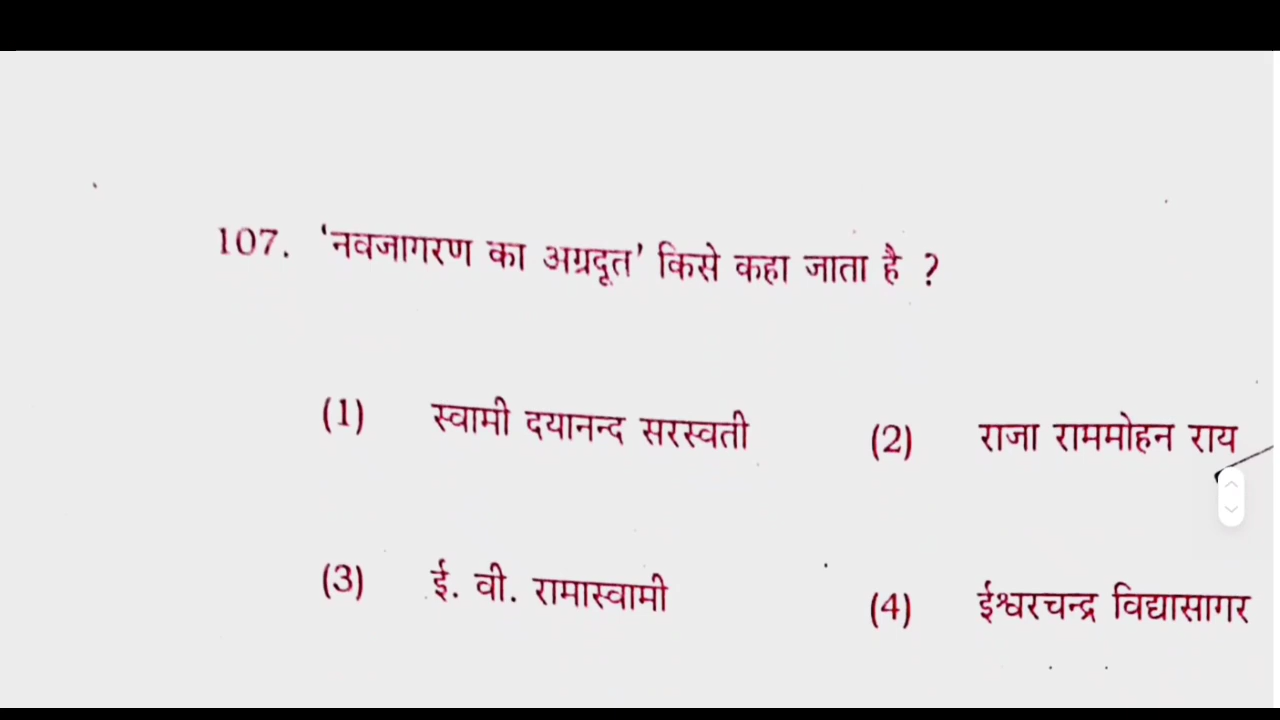 107. 'नवजागरण का अग्रदूत' किसे कहा जाता है ?
(1) स्वामी दयानन्द सरस्वती (2) राजा राममोहन राय
(3) ई. वी. रामास्वामी (4) ईश्वरचन्द्र विद्यासागर